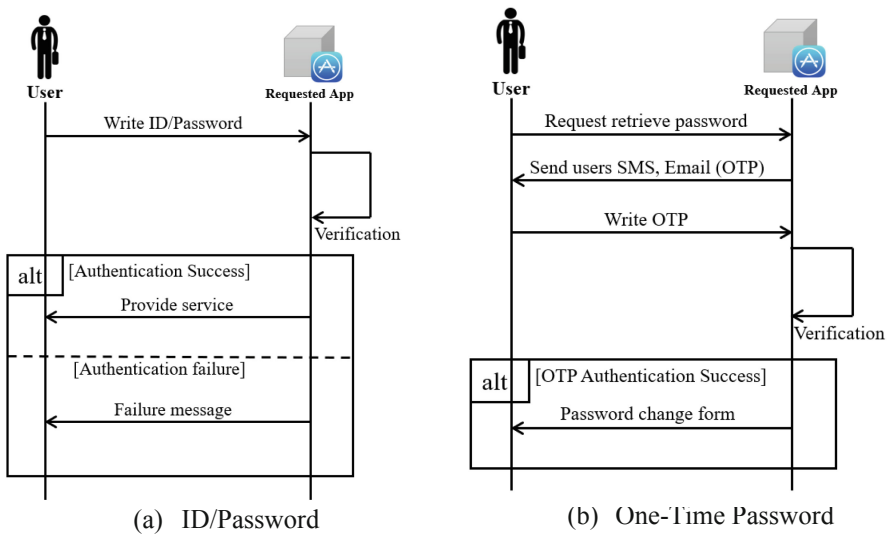 User
Requested App
Write ID/Password
Verification
alt
[Authentication Success]
Provide service
[Authentication failure]
Failure message
(a) ID/Password
User
Requested App
Request retrieve password
Send users SMS, Email (OTP)
Write OTP
Verification
alt
[OTP Authentication Success]
Password change form
(b) One-Time Password